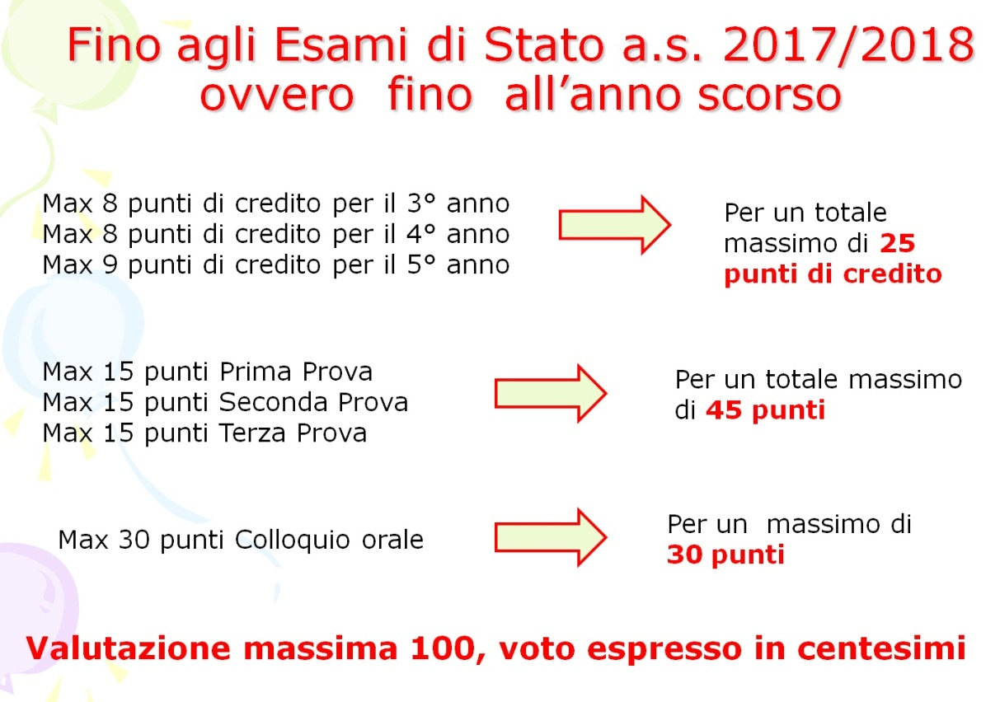 Fino agli Esami di Stato a.s. 2017/2018
ovvero fino all’anno scorso
Max 8 punti di credito per il 3° anno
Max 8 punti di credito per il 4° anno
Max 9 punti di credito per il 5° anno
Per un totale
massimo di 25
punti di credito
Max 15 punti Prima Prova
Max 15 punti Seconda Prova
Max 15 punti Terza Prova
Per un totale massimo
di 45 punti
Max 30 punti Colloquio orale
Per un massimo di
30 punti
Valutazione massima 100, voto espresso in centesimi